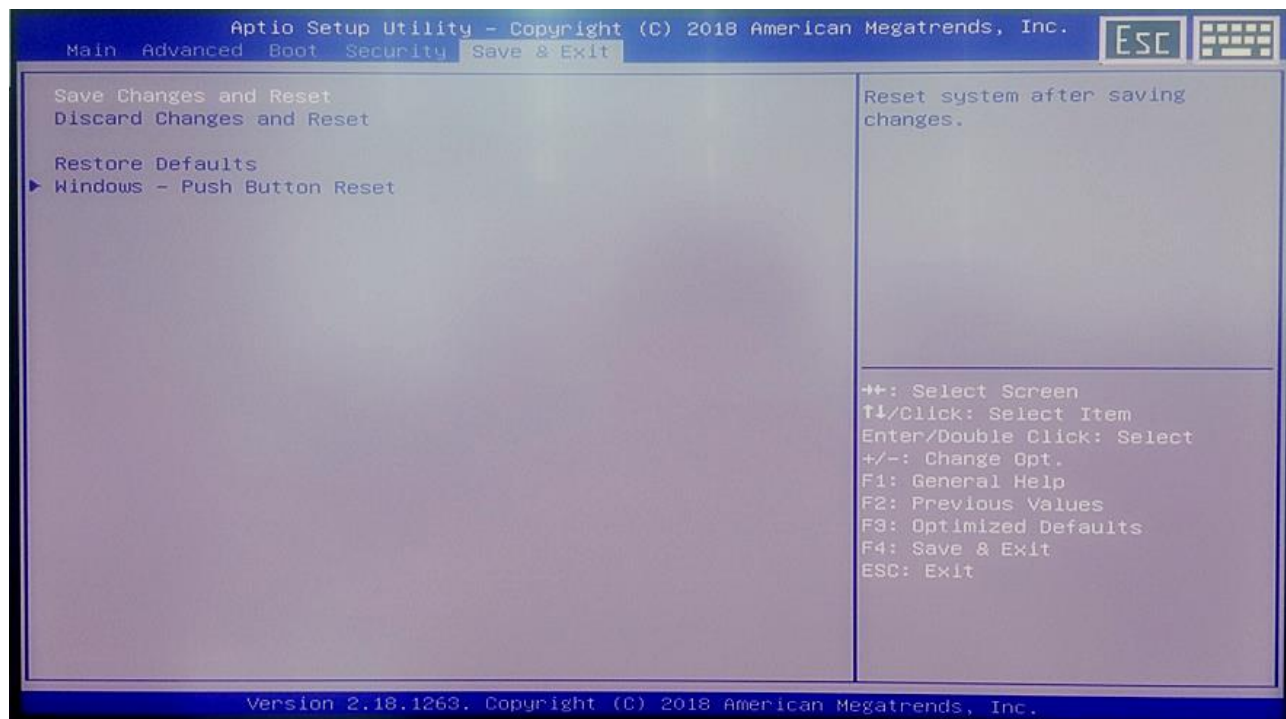 Aptio Setup Utility – Copyright (C) 2018 American Megatrends, Inc.
Esc
Main Advanced Boot Security Save & Exit
Save Changes and Reset
Discard Changes and Reset
Restore Defaults
▶ Windows – Push Button Reset
Reset system after saving
changes.
→←: Select Screen
↑↓/Click: Select Item
Enter/Double Click: Select
+/-: Change Opt.
F1: General Help
F2: Previous Values
F3: Optimized Defaults
F4: Save & Exit
ESC: Exit
Version 2.18.1263. Copyright (C) 2018 American Megatrends, Inc.